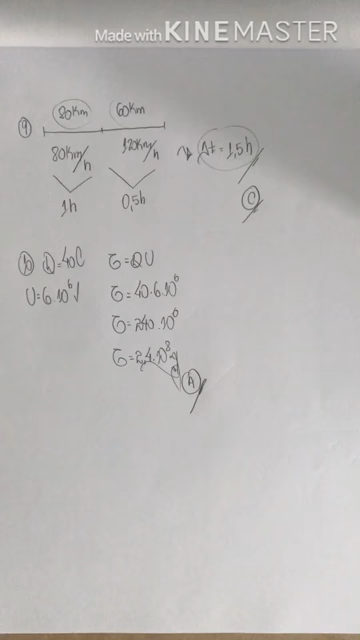 Made with KINEMASTER
80km 60km
9) 80km/h 120km/h → Δt = 1,5h
1h 0,5h C
10) Q=40C τ=QU
U=6.10⁶V τ=40.6.10⁶
τ=240.10⁶
τ=2,4.10⁸J
A